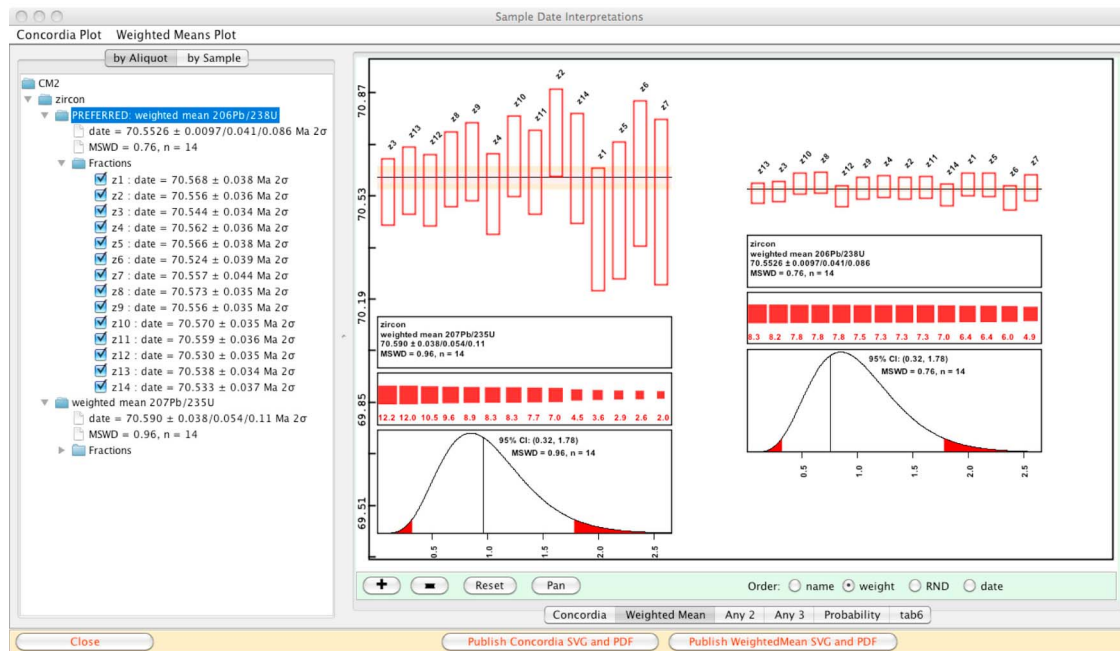 Sample Date Interpretations
Concordia Plot Weighted Means Plot
by Aliquot by Sample
CM2
zircon
PREFERRED: weighted mean 206Pb/238U
date = 70.5526 ± 0.0097/0.041/0.086 Ma 2σ
MSWD = 0.76, n = 14
Fractions
z1 : date = 70.568 ± 0.038 Ma 2σ
z2 : date = 70.556 ± 0.036 Ma 2σ
z3 : date = 70.544 ± 0.034 Ma 2σ
z4 : date = 70.562 ± 0.036 Ma 2σ
z5 : date = 70.566 ± 0.038 Ma 2σ
z6 : date = 70.524 ± 0.039 Ma 2σ
z7 : date = 70.557 ± 0.044 Ma 2σ
z8 : date = 70.573 ± 0.035 Ma 2σ
z9 : date = 70.556 ± 0.035 Ma 2σ
z10 : date = 70.570 ± 0.035 Ma 2σ
z11 : date = 70.559 ± 0.036 Ma 2σ
z12 : date = 70.530 ± 0.035 Ma 2σ
z13 : date = 70.538 ± 0.034 Ma 2σ
z14 : date = 70.533 ± 0.037 Ma 2σ
weighted mean 207Pb/235U
date = 70.590 ± 0.038/0.054/0.11 Ma 2σ
MSWD = 0.96, n = 14
Fractions
70.87
70.53
70.19
69.85
69.51
z3 z13 z12 z8 z9 z4 z10 z11 z2 z14 z1 z5 z6 z7
zircon
weighted mean 207Pb/235U
70.590 ± 0.038/0.054/0.11
MSWD = 0.96, n = 14
12.2 12.0 10.5 9.6 8.9 8.3 8.3 7.7 7.0 4.5 3.6 2.9 2.6 2.0
95% CI: (0.32, 1.78)
MSWD = 0.96, n = 14
0.5 1.0 1.5 2.0 2.5
z13 z3 z10 z8 z12 z9 z4 z2 z11 z14 z1 z5 z6 z7
zircon
weighted mean 206Pb/238U
70.5526 ± 0.0097/0.041/0.086
MSWD = 0.76, n = 14
8.3 8.2 7.8 7.8 7.8 7.5 7.3 7.3 7.3 7.0 6.4 6.4 6.0 4.9
95% CI: (0.32, 1.78)
MSWD = 0.76, n = 14
0.5 1.0 1.5 2.0 2.5
+ - Reset Pan Order: name weight RND date
Concordia Weighted Mean Any 2 Any 3 Probability tab6
Close Publish Concordia SVG and PDF Publish WeightedMean SVG and PDF